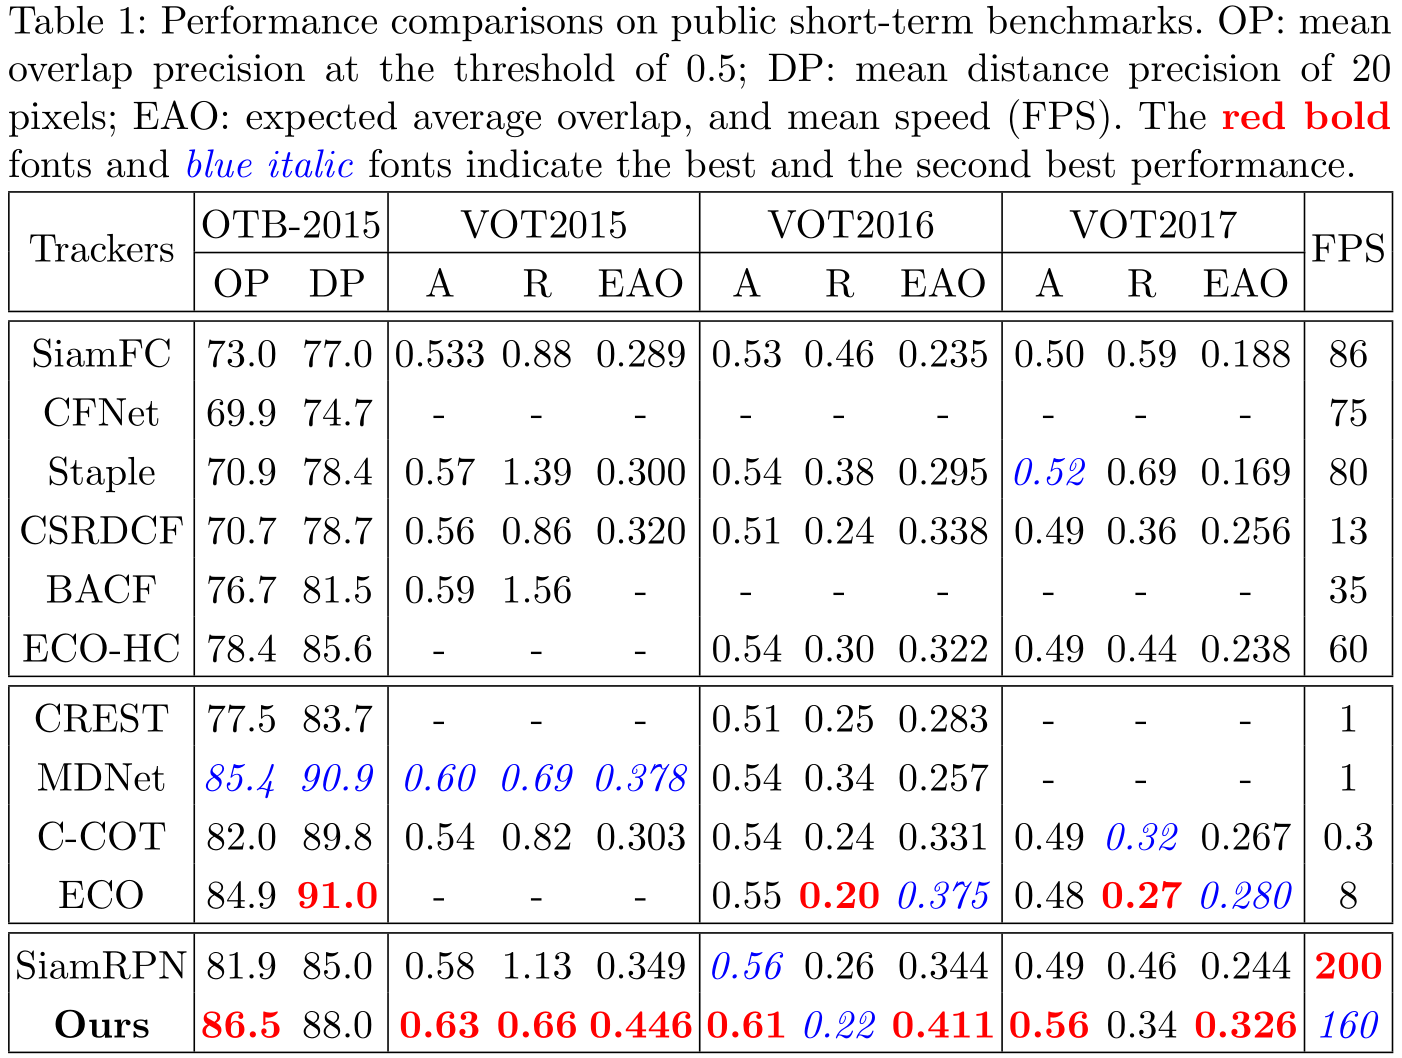 Table 1: Performance comparisons on public short-term benchmarks. OP: mean
overlap precision at the threshold of 0.5; DP: mean distance precision of 20
pixels; EAO: expected average overlap, and mean speed (FPS). The red bold
fonts and blue italic fonts indicate the best and the second best performance.
Trackers OTB-2015 VOT2015 VOT2016 VOT2017 FPS
OP DP A R EAO A R EAO A R EAO
SiamFC 73.0 77.0 0.533 0.88 0.289 0.53 0.46 0.235 0.50 0.59 0.188 86
CFNet 69.9 74.7 - - - - - - - - - 75
Staple 70.9 78.4 0.57 1.39 0.300 0.54 0.38 0.295 0.52 0.69 0.169 80
CSRDCF 70.7 78.7 0.56 0.86 0.320 0.51 0.24 0.338 0.49 0.36 0.256 13
BACF 76.7 81.5 0.59 1.56 - - - - - - - 35
ECO-HC 78.4 85.6 - - - 0.54 0.30 0.322 0.49 0.44 0.238 60
CREST 77.5 83.7 - - - 0.51 0.25 0.283 - - - 1
MDNet 85.4 90.9 0.60 0.69 0.378 0.54 0.34 0.257 - - - 1
C-COT 82.0 89.8 0.54 0.82 0.303 0.54 0.24 0.331 0.49 0.32 0.267 0.3
ECO 84.9 91.0 - - - 0.55 0.20 0.375 0.48 0.27 0.280 8
SiamRPN 81.9 85.0 0.58 1.13 0.349 0.56 0.26 0.344 0.49 0.46 0.244 200
Ours 86.5 88.0 0.63 0.66 0.446 0.61 0.22 0.411 0.56 0.34 0.326 160